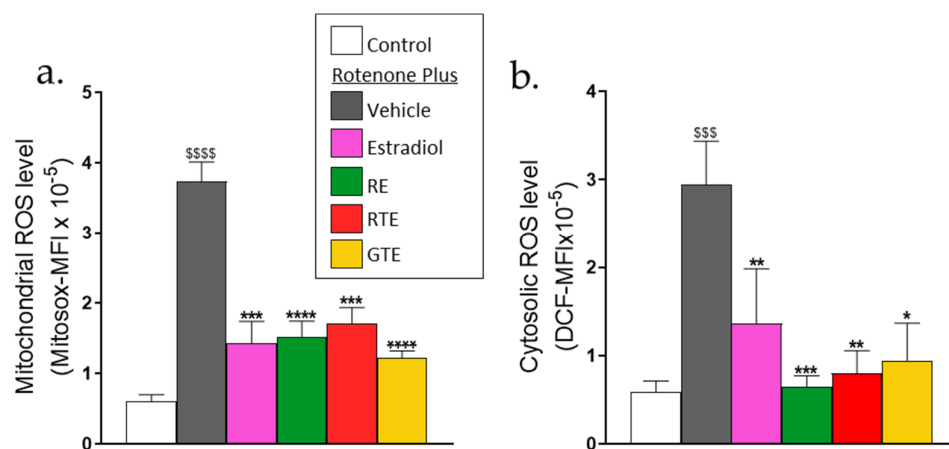 a.
Mitochondrial ROS level
(Mitosox-MFI x 10⁻⁵)
5
4
3
2
1
0
$$$$
***
****
***
****
Control
Rotenone Plus
Vehicle
Estradiol
RE
RTE
GTE
b.
Cytosolic ROS level
(DCF-MFIx10⁻⁵)
4
3
2
1
0
$$$
**
***
**
*